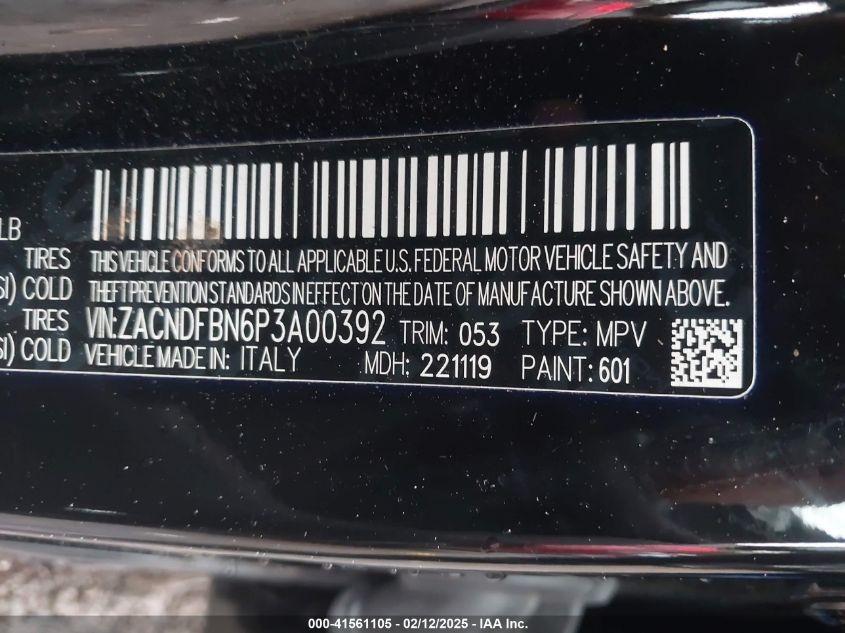 LB
TIRES
SI) COLD
TIRES
SI) COLD
THIS VEHICLE CONFORMS TO ALL APPLICABLE U.S. FEDERAL MOTOR VEHICLE SAFETY AND
THEFT PREVENTION STANDARDS IN EFFECT ON THE DATE OF MANUFACTURE SHOWN ABOVE.
VIN:ZACNDFBN6P3A00392 TRIM: 053 TYPE: MPV
VEHICLE MADE IN: ITALY MDH: 221119 PAINT: 601
000-41561105 - 02/12/2025 - IAA Inc.